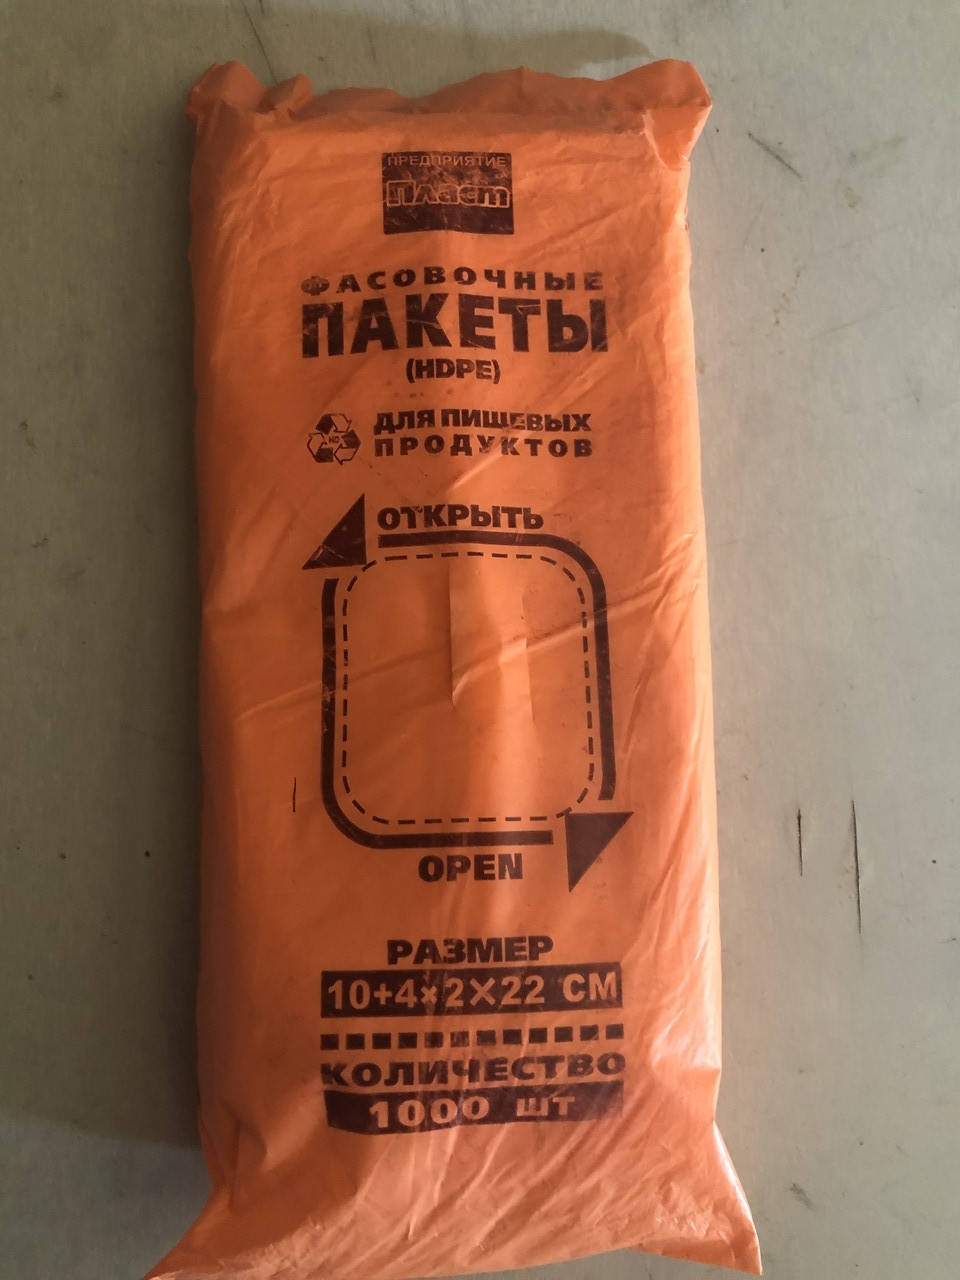 ПРЕДПРИЯТИЕ
Пласт
ФАСОВОЧНЫЕ
ПАКЕТЫ
(HDPE)
HD
ДЛЯ ПИЩЕВЫХ
ПРОДУКТОВ
ОТКРЫТЬ
OPEN
РАЗМЕР
10+4×2×22 СМ
КОЛИЧЕСТВО
1000 ШТ